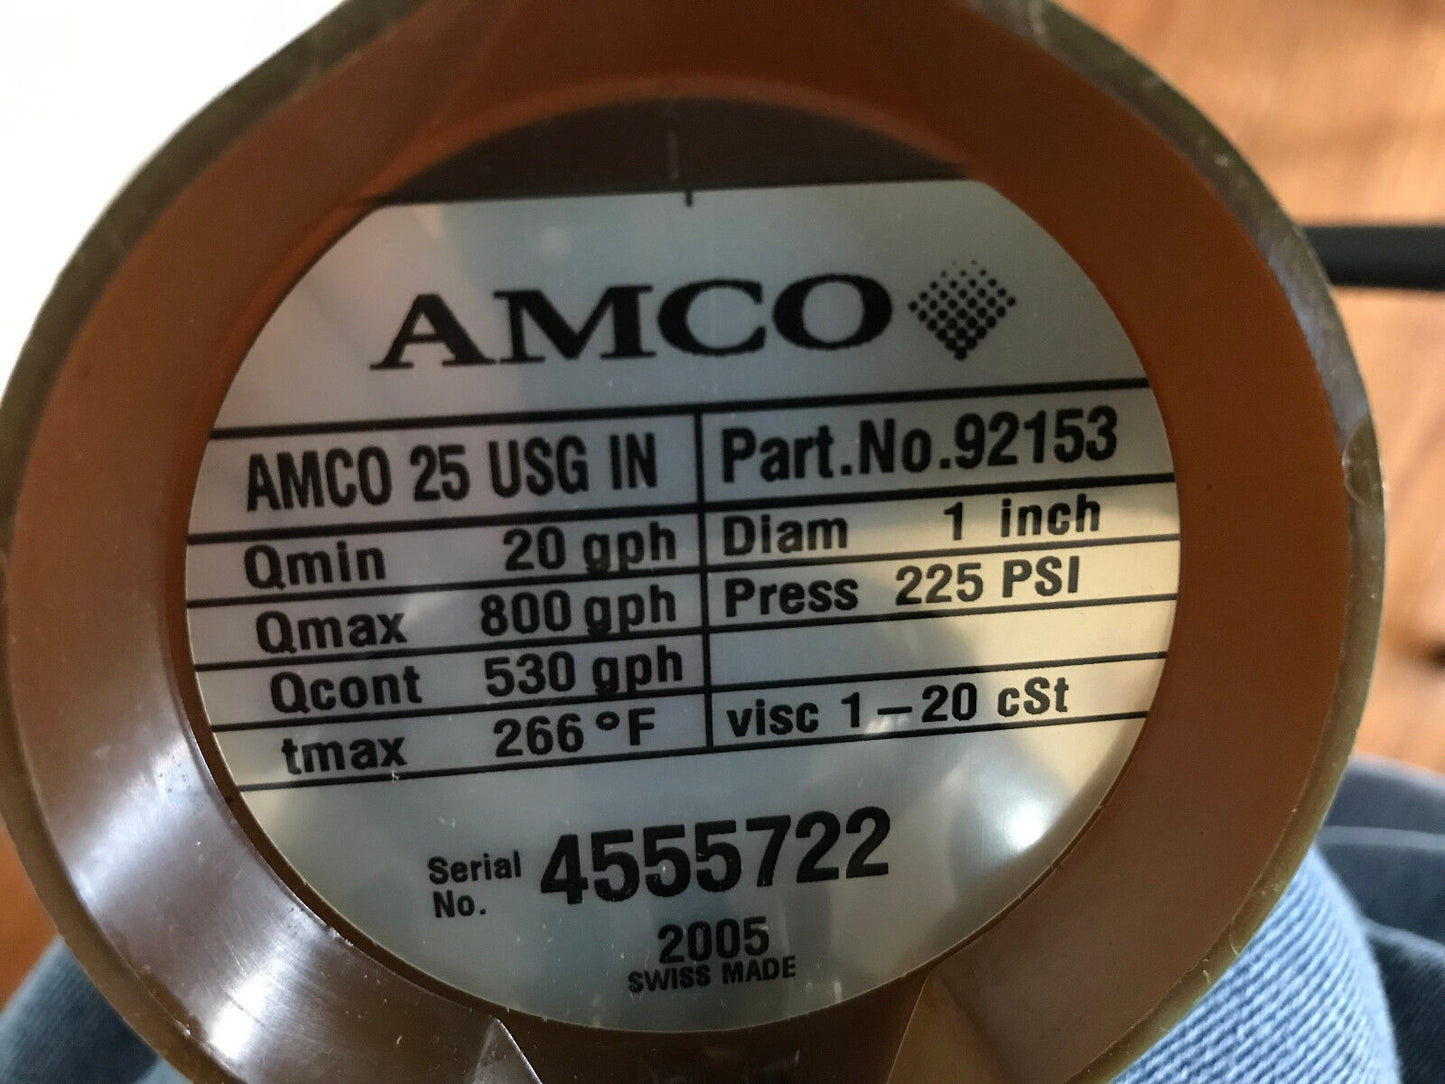 AMCO
AMCO 25 USG IN Part.No.92153
Qmin 20 gph Diam 1 inch
Qmax 800 gph Press 225 PSI
Qcont 530 gph
tmax 266 °F visc 1–20 cSt
Serial No. 4555722
2005
SWISS MADE